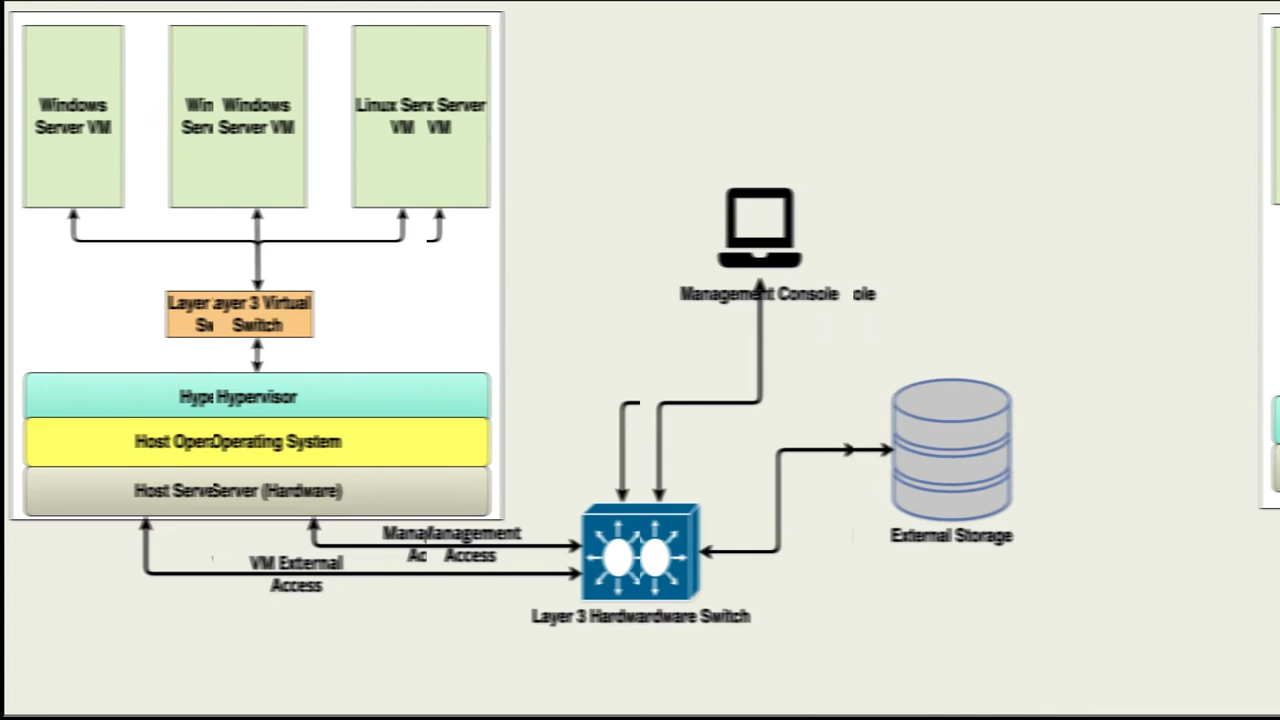 Windows
Server VM
Win Windows
Serv Server VM
Linux Serx Server
VM VM
Layer ayer 3 Virtual
Sw Switch
Hype Hypervisor
Host OperOperating System
Host ServeServer (Hardware)
Management Console ole
External Storage
ManaManagement
Ac Access
VM External
Access
Layer 3 Hardwardware Switch